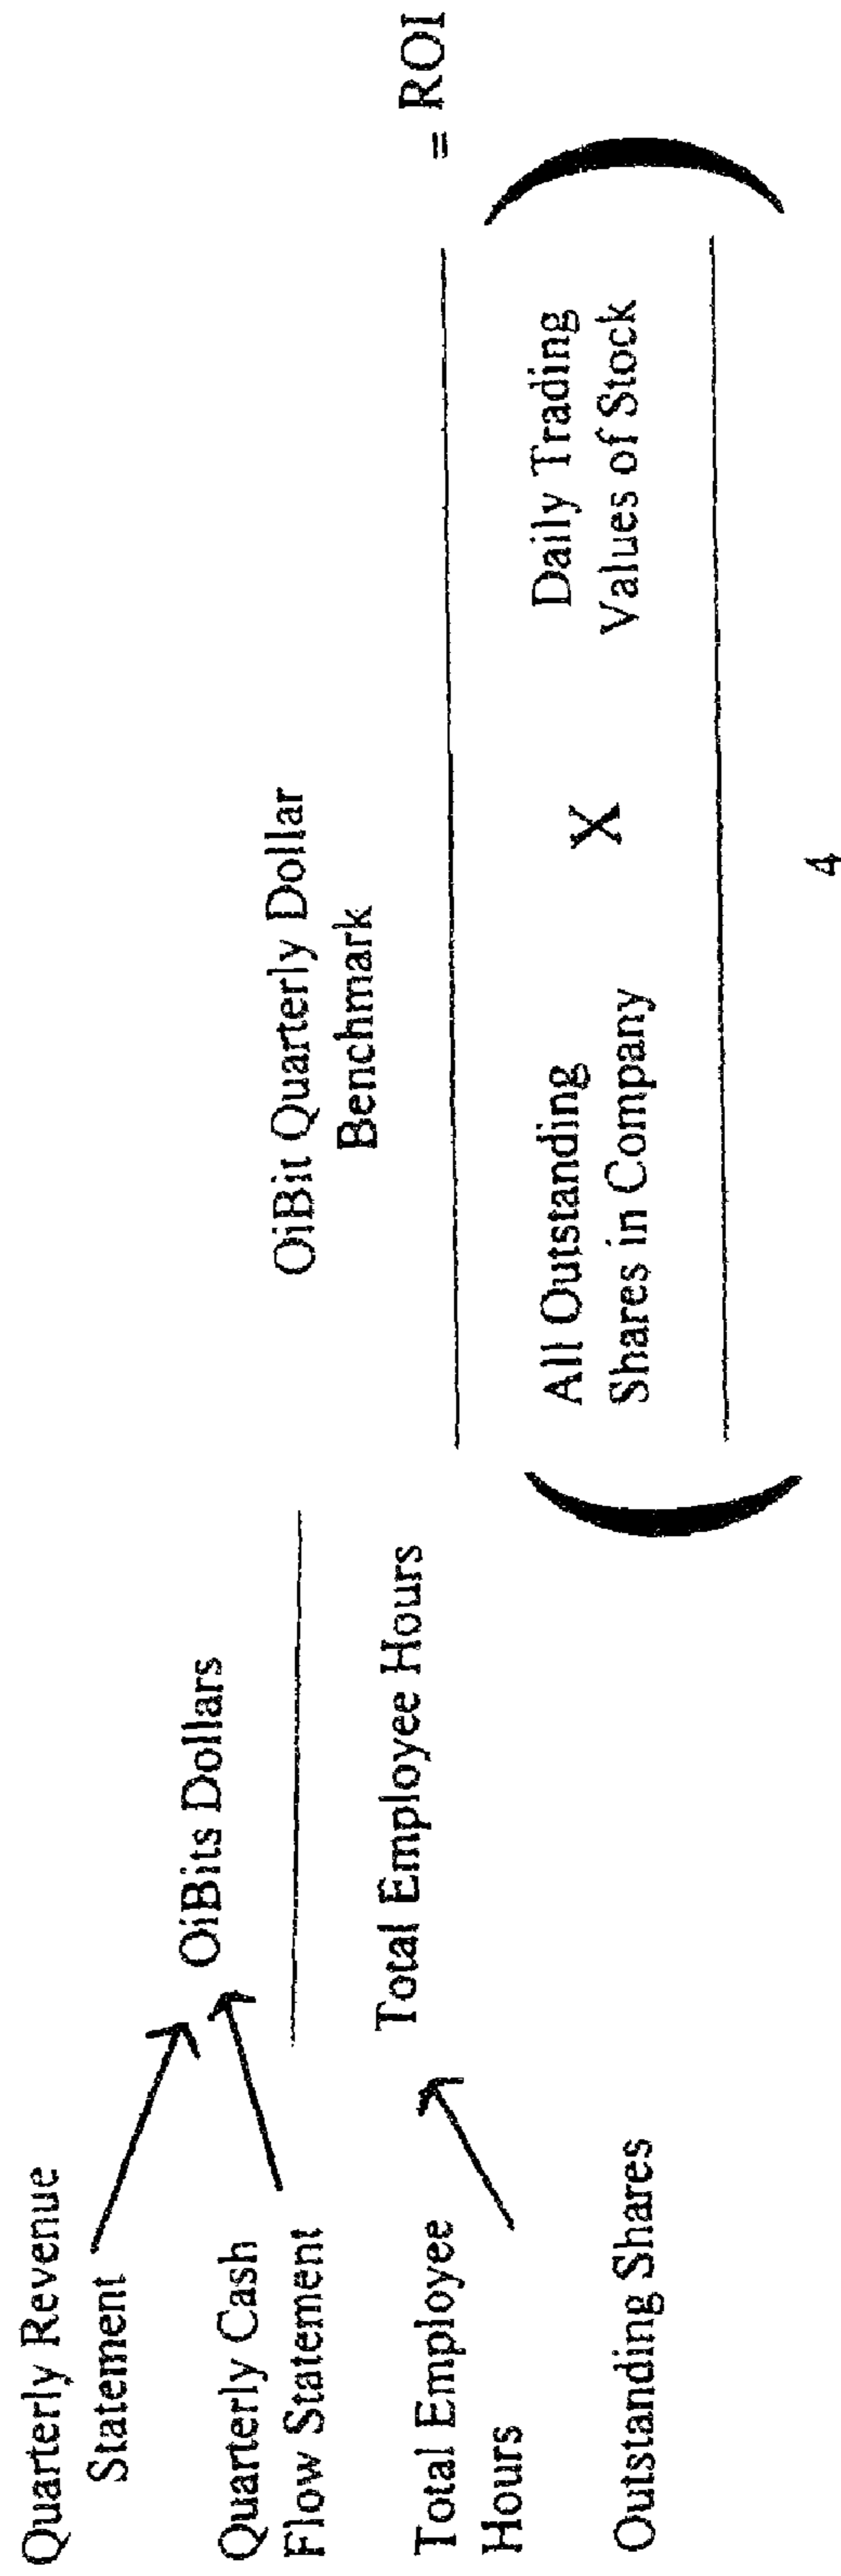 Quarterly Revenue
Statement
Quarterly Cash
Flow Statement
Total Employee
Hours
Outstanding Shares
OiBits Dollars
Total Employee Hours
OiBit Quarterly Dollar
Benchmark
All Outstanding
Shares in Company
X
Daily Trading
Values of Stock
4
= ROI